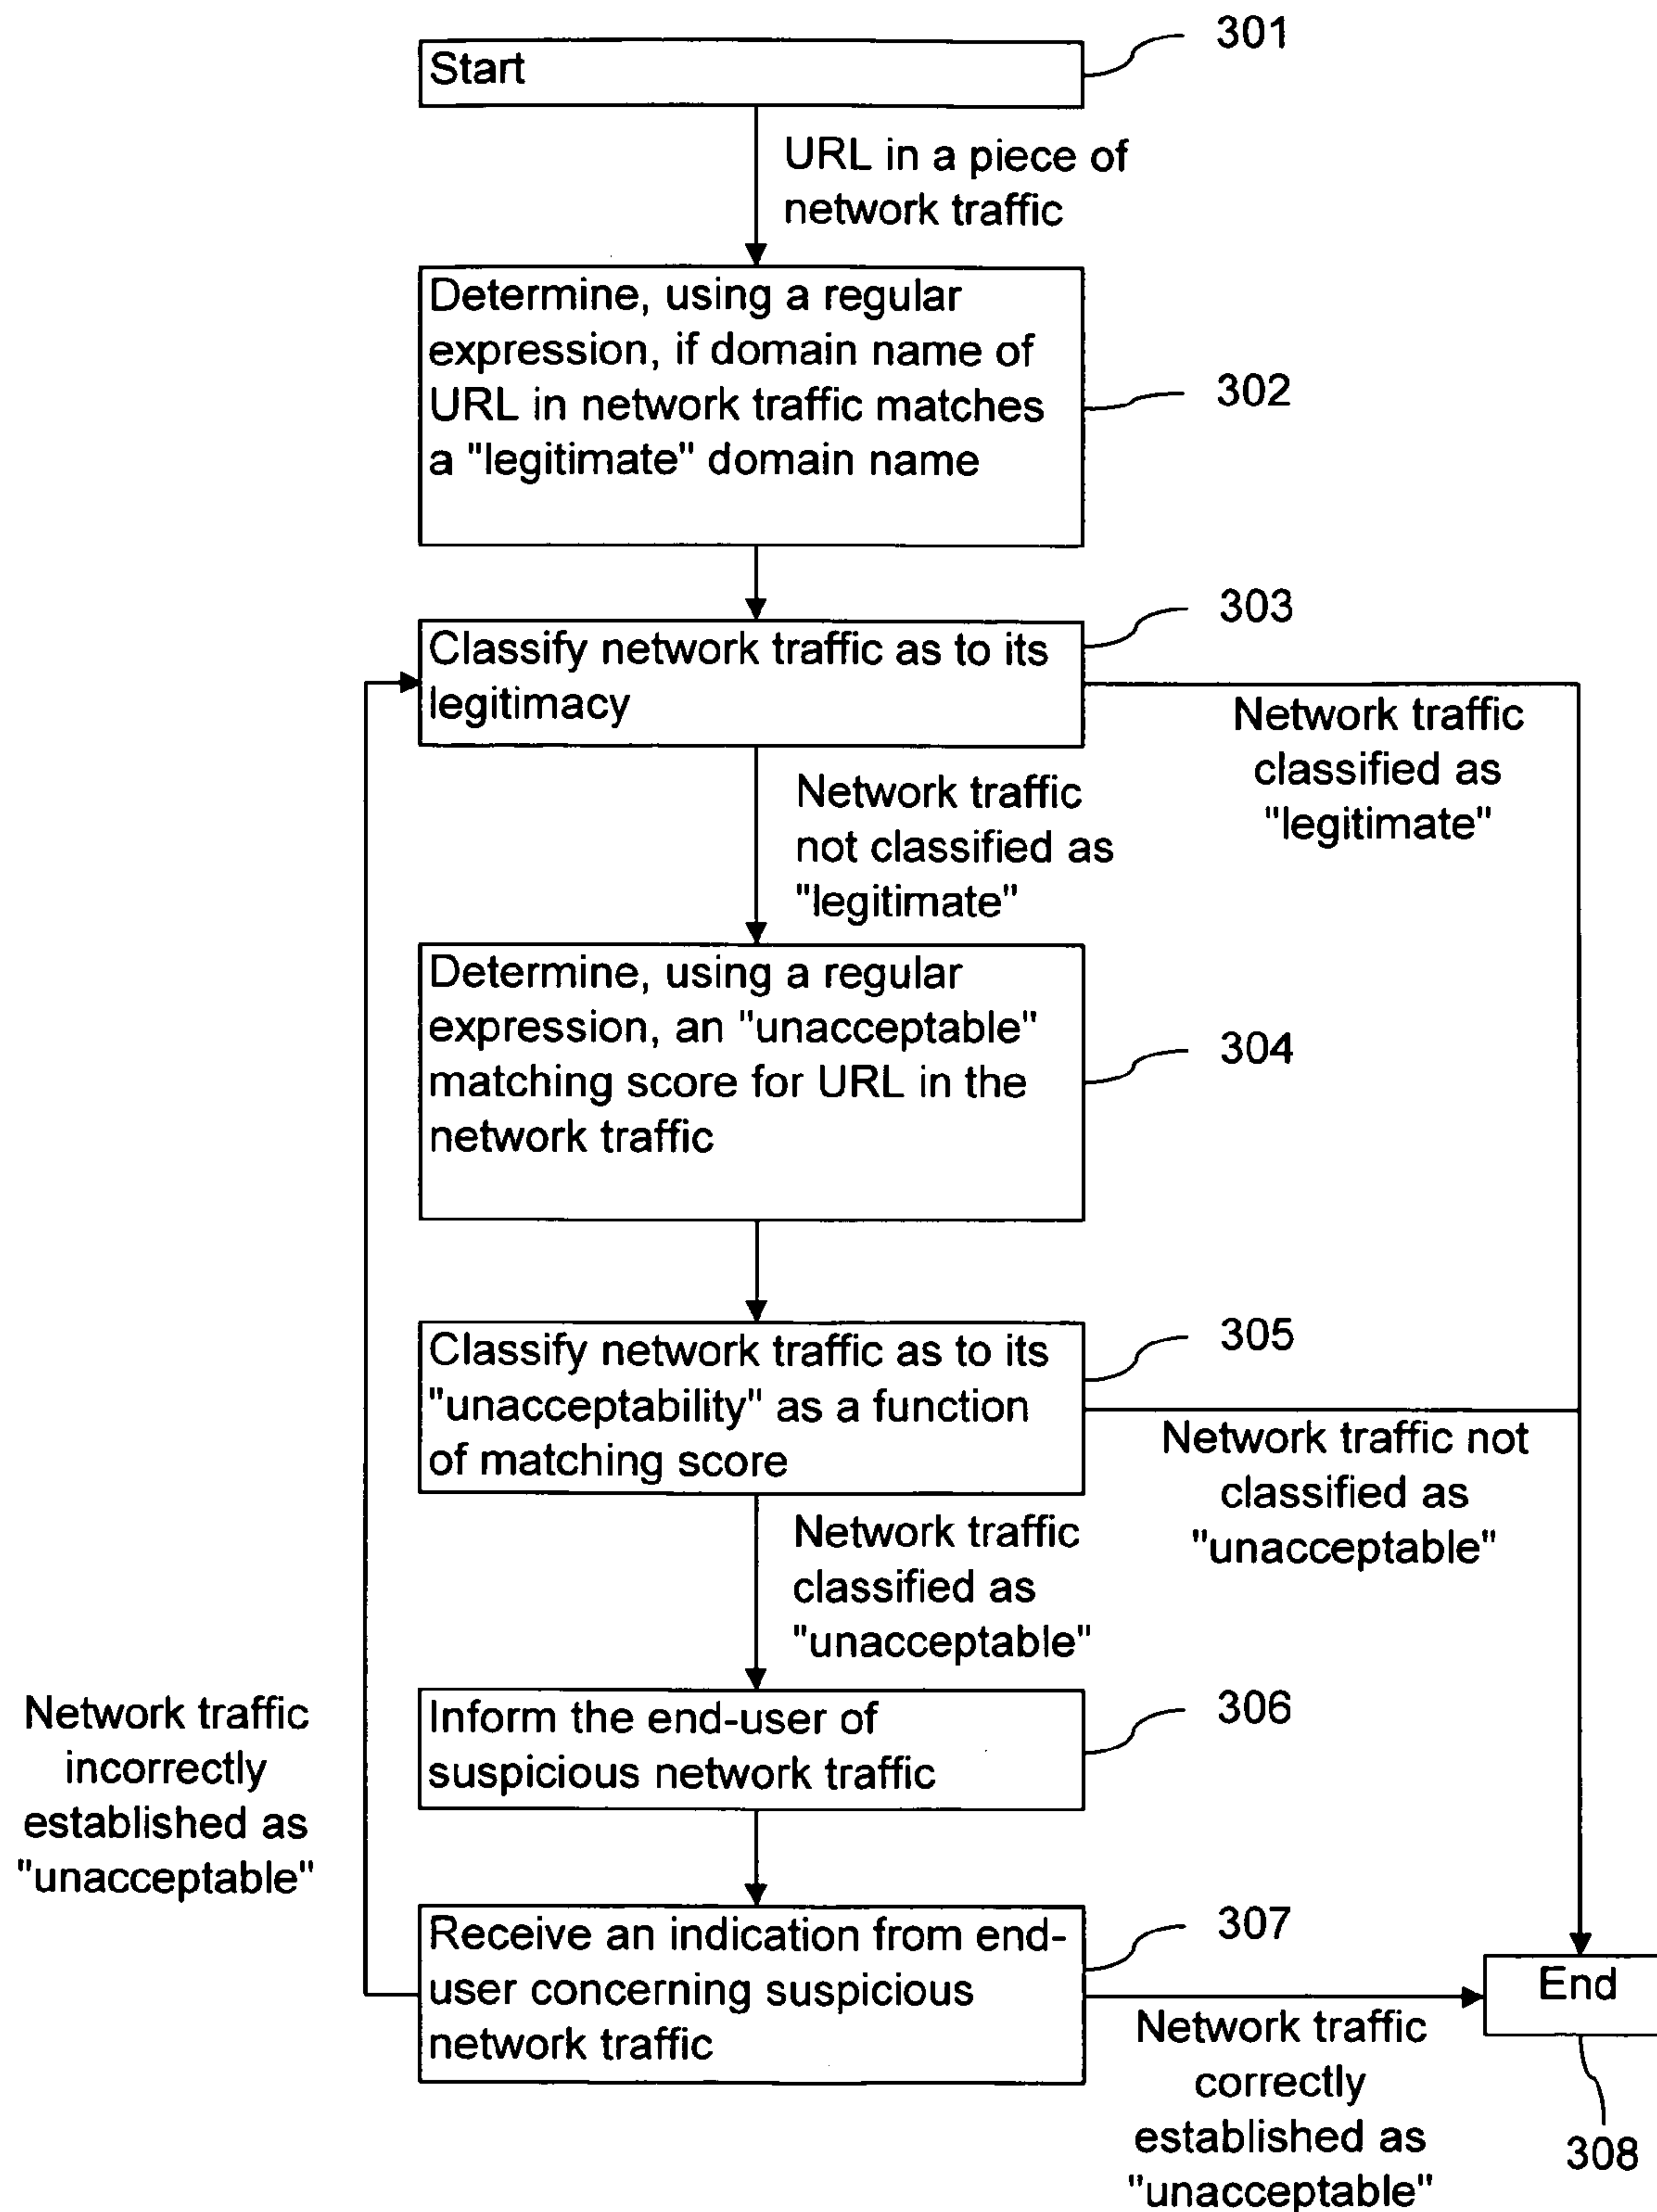 301
Start
URL in a piece of
network traffic
Determine, using a regular
expression, if domain name of
URL in network traffic matches
a "legitimate" domain name
302
303
Classify network traffic as to its
legitimacy
Network traffic
classified as
"legitimate"
Network traffic
not classified as
"legitimate"
Determine, using a regular
expression, an "unacceptable"
matching score for URL in the
network traffic
304
Classify network traffic as to its
"unacceptability" as a function
of matching score
305
Network traffic not
classified as
"unacceptable"
Network traffic
classified as
"unacceptable"
Inform the end-user of
suspicious network traffic
306
Network traffic
incorrectly
established as
"unacceptable"
Receive an indication from end-
user concerning suspicious
network traffic
307
End
Network traffic
correctly
established as
"unacceptable"
308